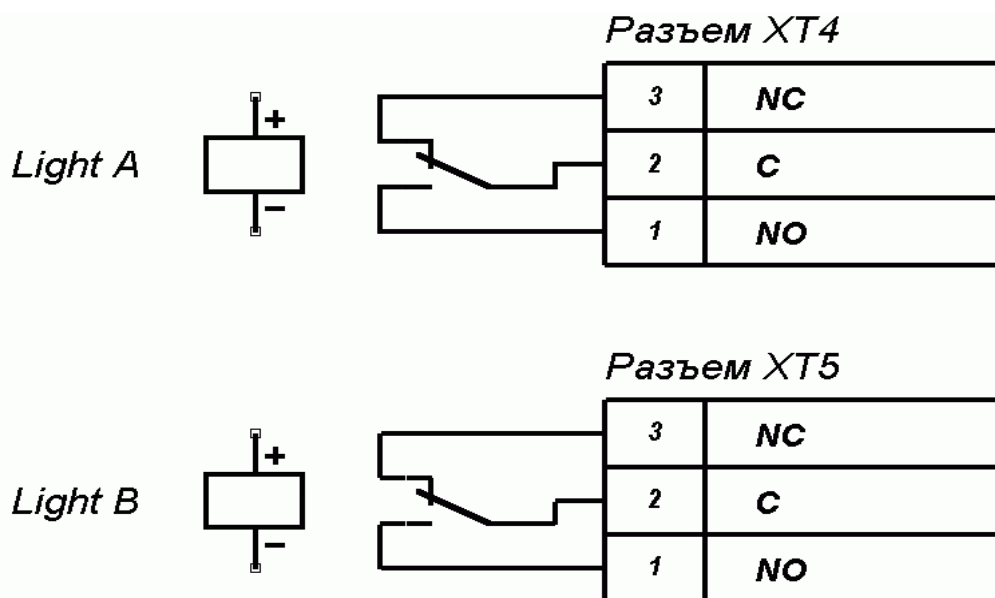 Разъем XT4
3 NC
+
Light A
2 C
−
1 NO
Разъем XT5
3 NC
+
Light B
2 C
−
1 NO